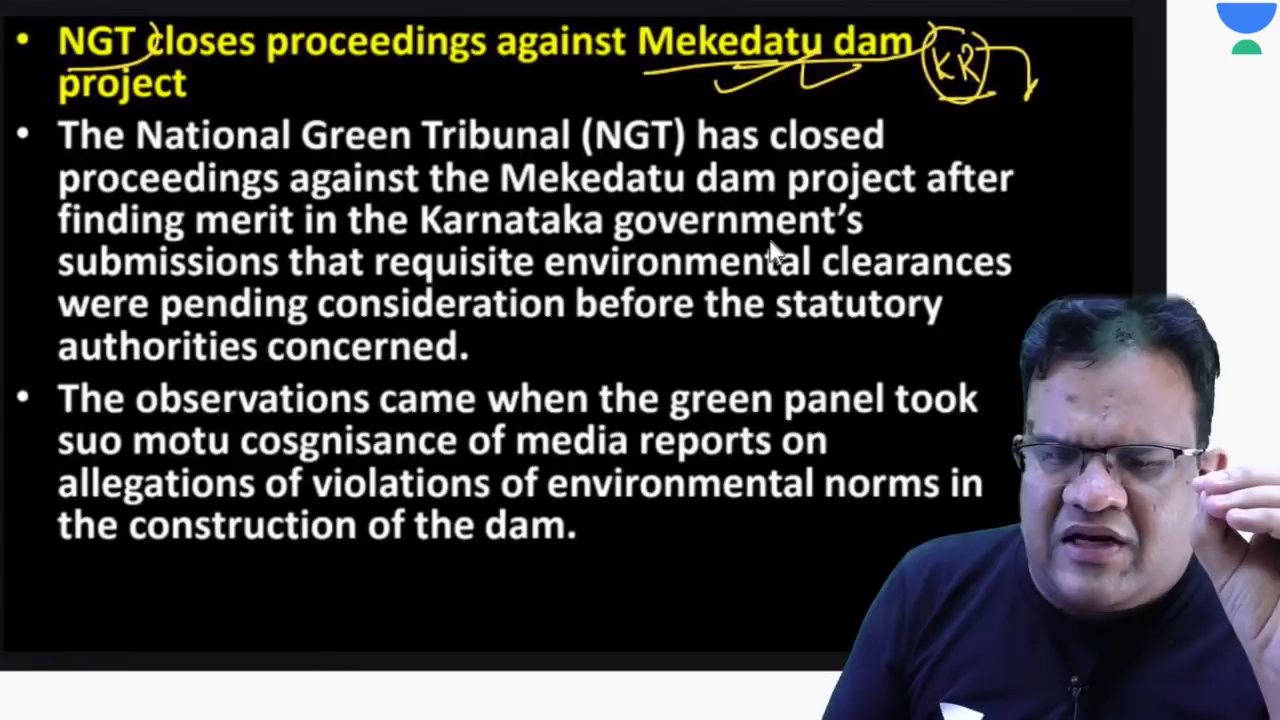 • NGT closes proceedings against Mekedatu dam KR
project
• The National Green Tribunal (NGT) has closed
proceedings against the Mekedatu dam project after
finding merit in the Karnataka government’s
submissions that requisite environmental clearances
were pending consideration before the statutory
authorities concerned.
• The observations came when the green panel took
suo motu cosgnisance of media reports on
allegations of violations of environmental norms in
the construction of the dam.